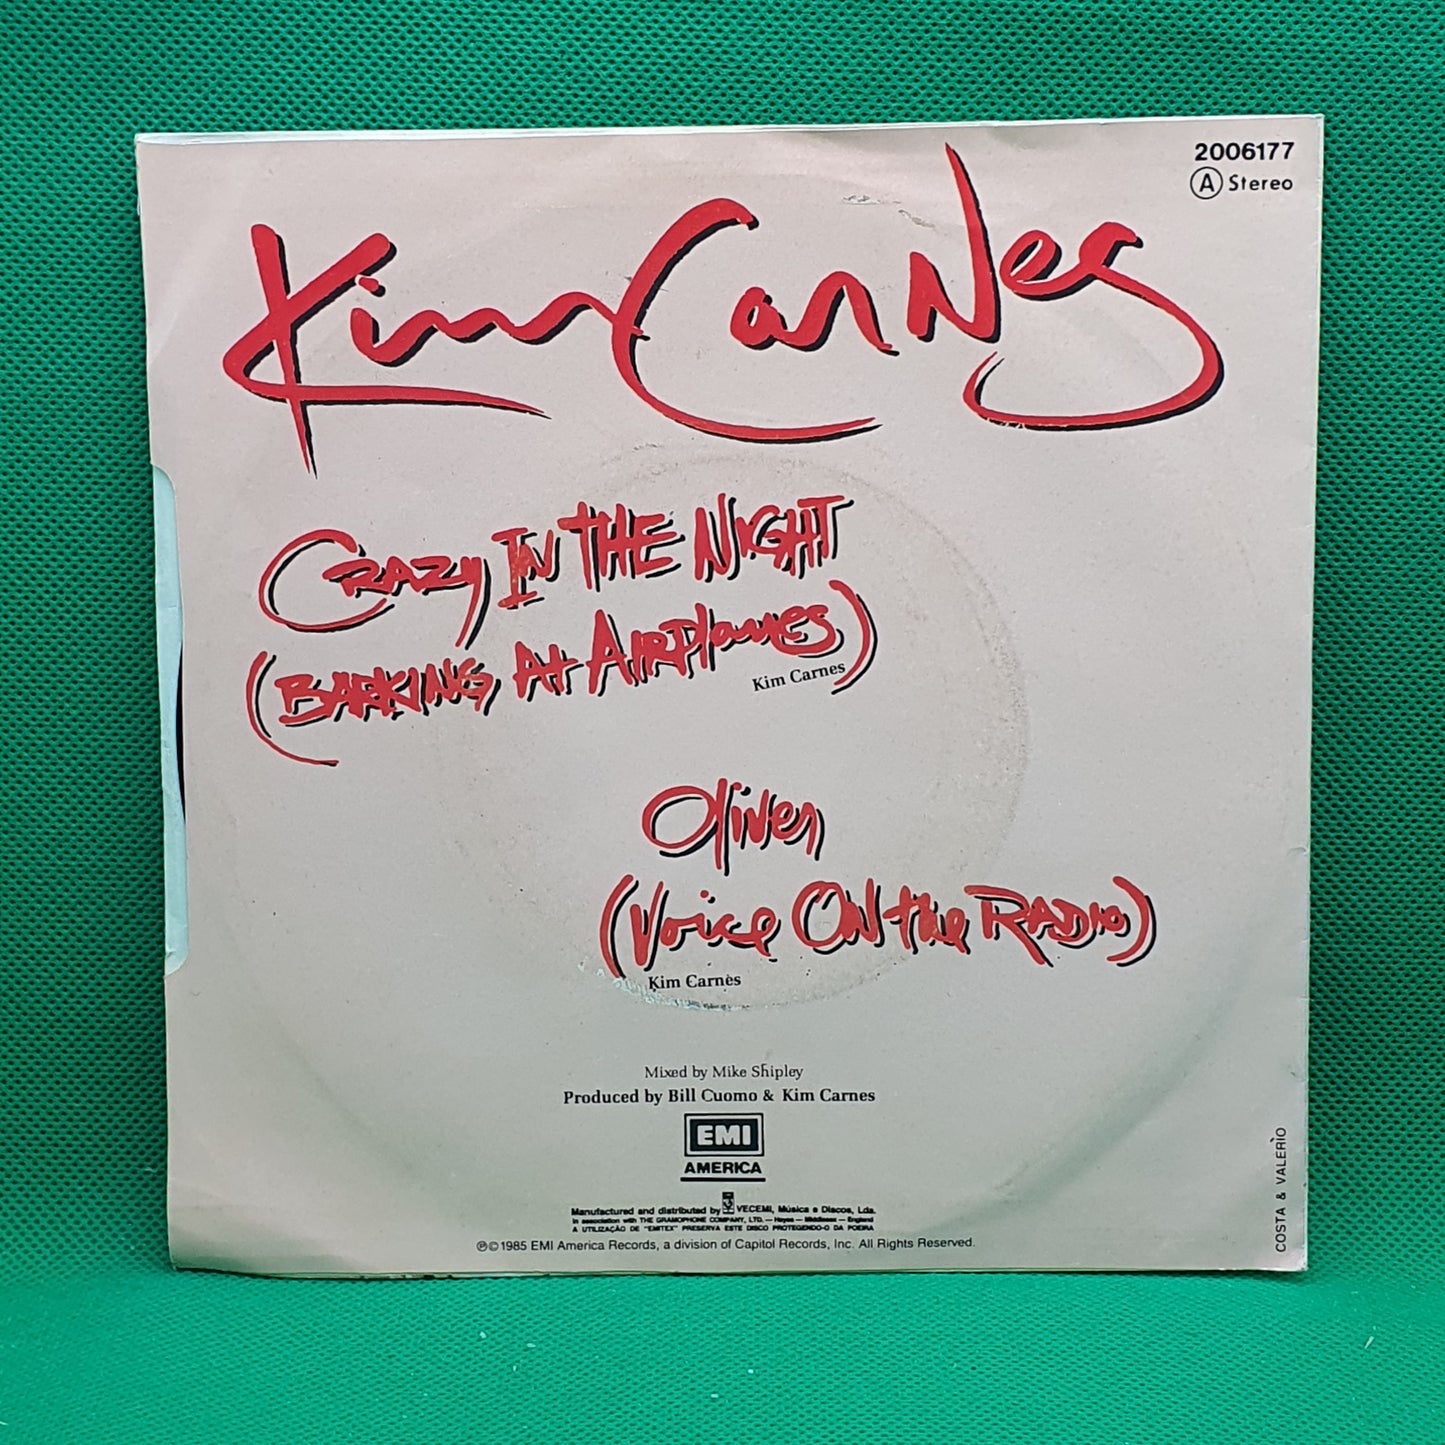 2006177
A Stereo
Kim Carnes
CRAZY IN THE NIGHT
(BARKING At AIRPlanes)
Kim Carnes
Oliver
(Voice ON the RADIO)
Kim Carnes
Mixed by Mike Shipley
Produced by Bill Cuomo & Kim Carnes
EMI
AMERICA
Manufactured and distributed by VECEMI, Música e Discos, Lda.
In association with THE GRAMOPHONE COMPANY, LTD. — Hayes — Middlesex — England
A UTILIZAÇÃO DE "EMITEX" PRESERVA ESTE DISCO PROTEGENDO-O DA POEIRA
℗©1985 EMI America Records, a division of Capitol Records, Inc. All Rights Reserved.
COSTA & VALERÌO